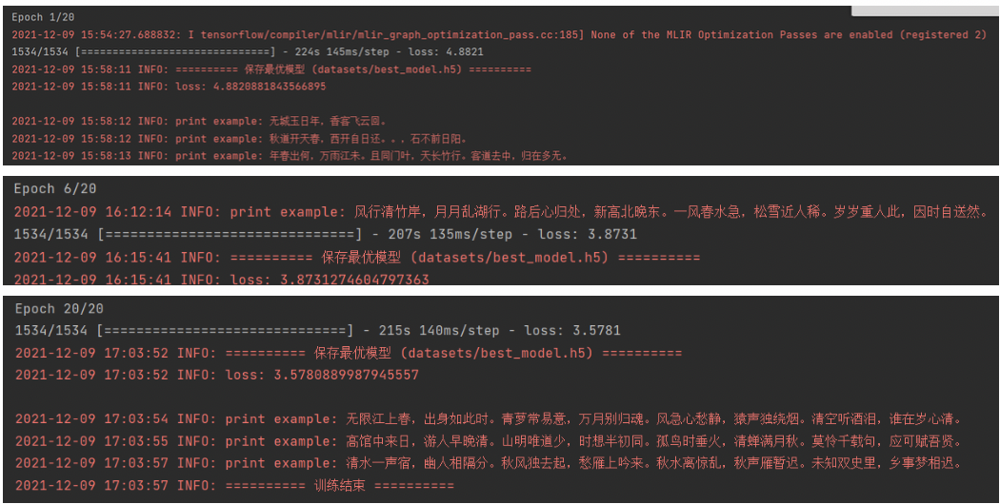 Epoch 1/20
2021-12-09 15:54:27.688832: I tensorflow/compiler/mlir/mlir_graph_optimization_pass.cc:185] None of the MLIR Optimization Passes are enabled (registered 2)
1534/1534 [==============================] - 224s 145ms/step - loss: 4.8821
2021-12-09 15:58:11 INFO: ========== 保存最优模型 (datasets/best_model.h5) ==========
2021-12-09 15:58:11 INFO: loss: 4.8820881843566895
2021-12-09 15:58:12 INFO: print example: 无城玉日年，香客飞云回。
2021-12-09 15:58:12 INFO: print example: 秋道开天春，西开自日还。。，石不前日阳。
2021-12-09 15:58:13 INFO: print example: 年春出何，万雨江未。且同门叶，天长竹行。客道去中，归在多无。
Epoch 6/20
2021-12-09 16:12:14 INFO: print example: 风行清竹岸，月月乱湖行。路后心归处，新高北晚东。一风春水急，松雪近人稀。岁岁重人此，因时自送然。
1534/1534 [==============================] - 207s 135ms/step - loss: 3.8731
2021-12-09 16:15:41 INFO: ========== 保存最优模型 (datasets/best_model.h5) ==========
2021-12-09 16:15:41 INFO: loss: 3.8731274604797363
Epoch 20/20
1534/1534 [==============================] - 215s 140ms/step - loss: 3.5781
2021-12-09 17:03:52 INFO: ========== 保存最优模型 (datasets/best_model.h5) ==========
2021-12-09 17:03:52 INFO: loss: 3.5780889987945557
2021-12-09 17:03:54 INFO: print example: 无限江上春，出身如此时。青萝常易意，万月别归魂。风急心愁静，猿声独绕烟。清空听酒泪，谁在岁心清。
2021-12-09 17:03:55 INFO: print example: 高馆中来日，游人早晚清。山明唯道少，时想半初同。孤鸟时垂火，清蝉满月秋。莫怜千载句，应可赋吾贤。
2021-12-09 17:03:57 INFO: print example: 清水一声宿，幽人相隔分。秋风独去起，愁雁上吟来。秋水离惊乱，秋声雁暂迟。未知双史里，乡事梦相迟。
2021-12-09 17:03:57 INFO: ========== 训练结束 ==========